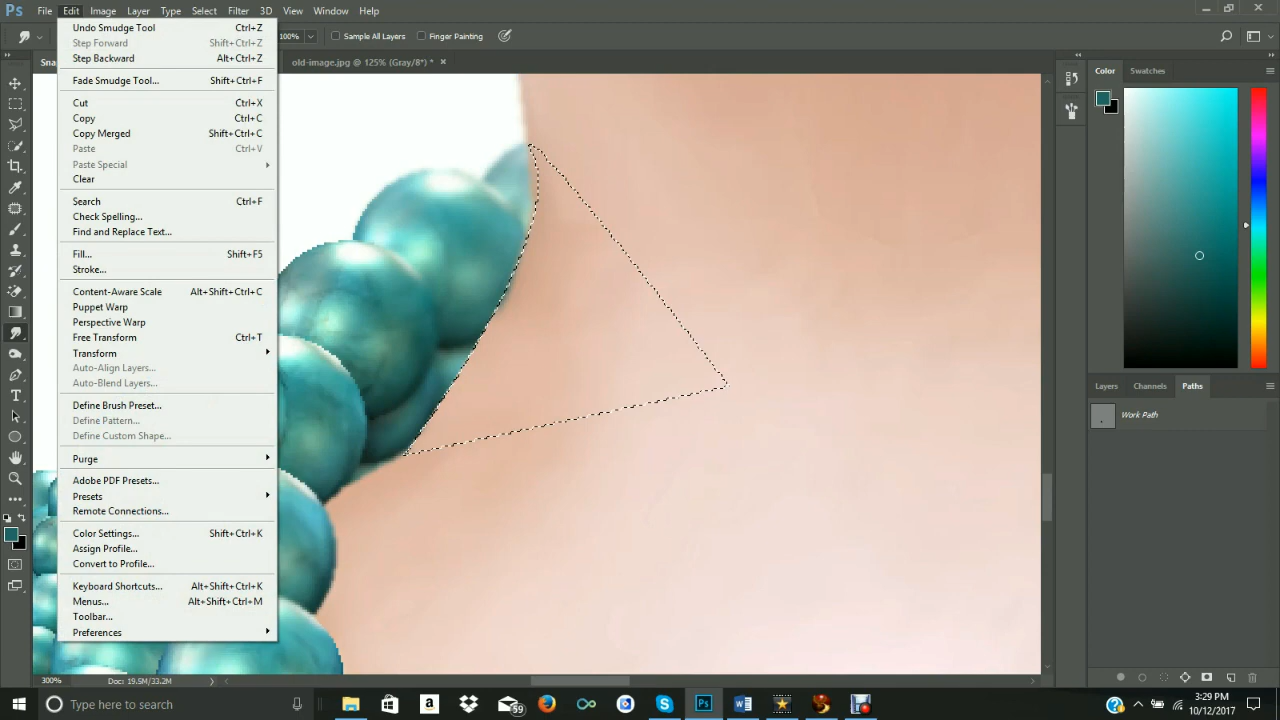 Ps File Edit Image Layer Type Select Filter 3D View Window Help
100% Sample All Layers Finger Painting
Sna old-image.jpg @ 125% (Gray/8*) * ×
Undo Smudge Tool Ctrl+Z
Step Forward Shift+Ctrl+Z
Step Backward Alt+Ctrl+Z
Fade Smudge Tool... Shift+Ctrl+F
Cut Ctrl+X
Copy Ctrl+C
Copy Merged Shift+Ctrl+C
Paste Ctrl+V
Paste Special
Clear
Search Ctrl+F
Check Spelling...
Find and Replace Text...
Fill... Shift+F5
Stroke...
Content-Aware Scale Alt+Shift+Ctrl+C
Puppet Warp
Perspective Warp
Free Transform Ctrl+T
Transform
Auto-Align Layers...
Auto-Blend Layers...
Define Brush Preset...
Define Pattern...
Define Custom Shape...
Purge
Adobe PDF Presets...
Presets
Remote Connections...
Color Settings... Shift+Ctrl+K
Assign Profile...
Convert to Profile...
Keyboard Shortcuts... Alt+Shift+Ctrl+K
Menus... Alt+Shift+Ctrl+M
Toolbar...
Preferences
Color Swatches
Layers Channels Paths
Work Path
300% Doc: 19.5M/33.2M
Type here to search
59
3:29 PM
10/12/2017